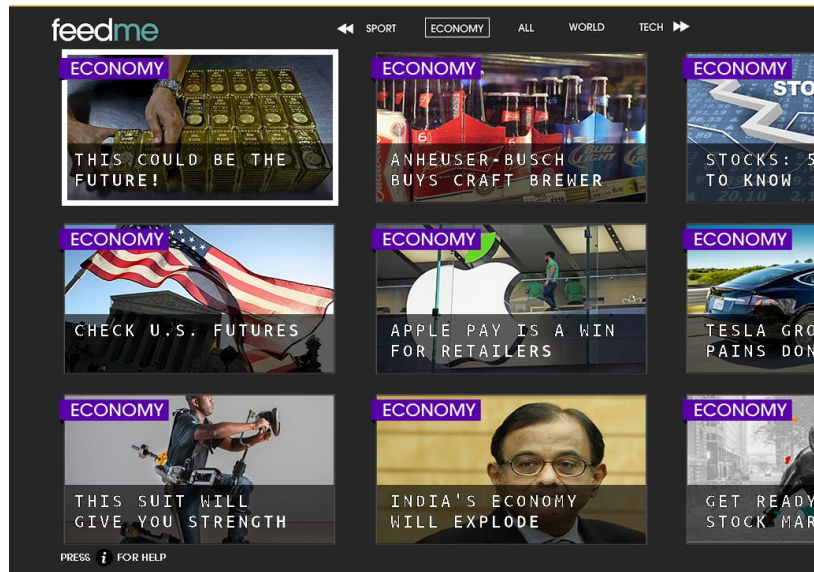 feedme
SPORT ECONOMY ALL WORLD TECH
ECONOMY
THIS COULD BE THE
FUTURE!
ECONOMY
ANHEUSER-BUSCH
BUYS CRAFT BREWER
ECONOMY
STOCKS: 5
TO KNOW
STO
ECONOMY
CHECK U.S. FUTURES
ECONOMY
APPLE PAY IS A WIN
FOR RETAILERS
ECONOMY
TESLA GRO
PAINS DON
ECONOMY
THIS SUIT WILL
GIVE YOU STRENGTH
ECONOMY
INDIA'S ECONOMY
WILL EXPLODE
ECONOMY
GET READY
STOCK MAR
PRESS i FOR HELP